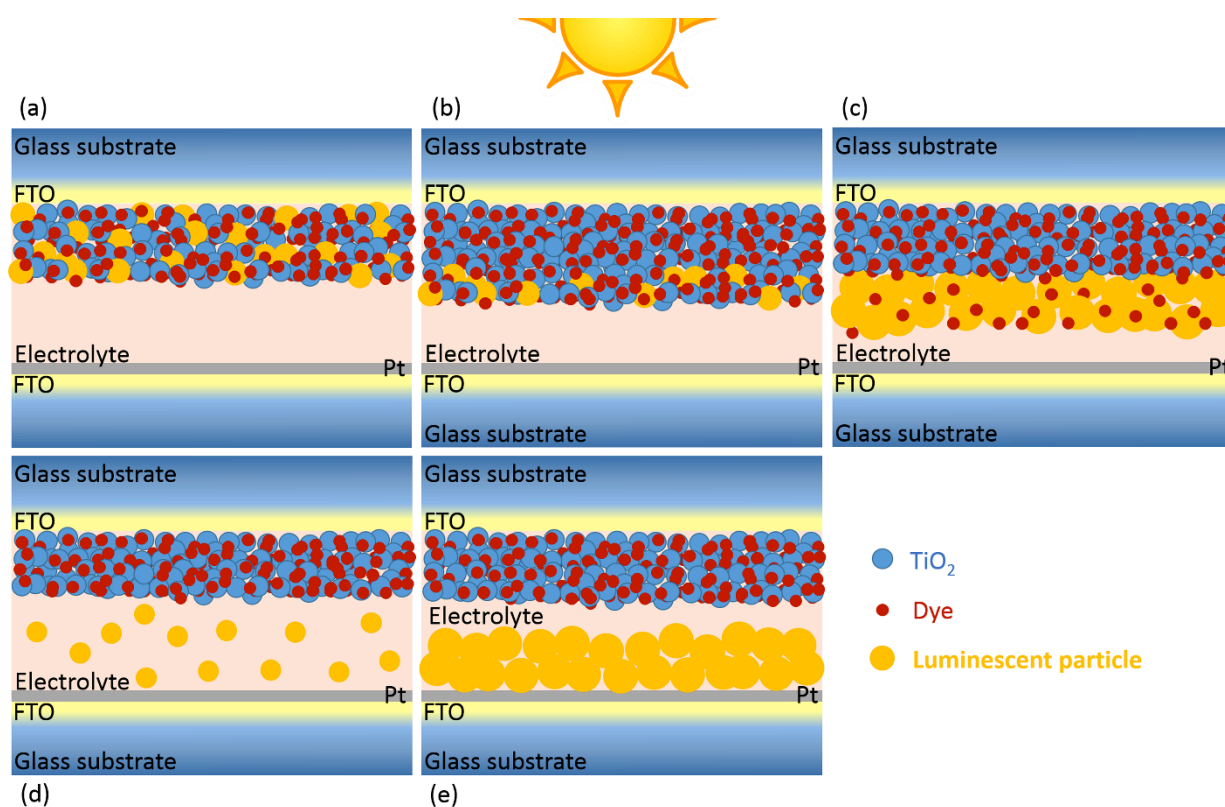 (a)
(b)
(c)
Glass substrate
FTO
Electrolyte
Pt
FTO
Glass substrate
FTO
Electrolyte
Pt
FTO
Glass substrate
Glass substrate
FTO
Electrolyte
Pt
FTO
Glass substrate
Glass substrate
FTO
Electrolyte
Pt
FTO
Glass substrate
(d)
Glass substrate
FTO
Electrolyte
Pt
FTO
Glass substrate
(e)
TiO₂
Dye
Luminescent particle